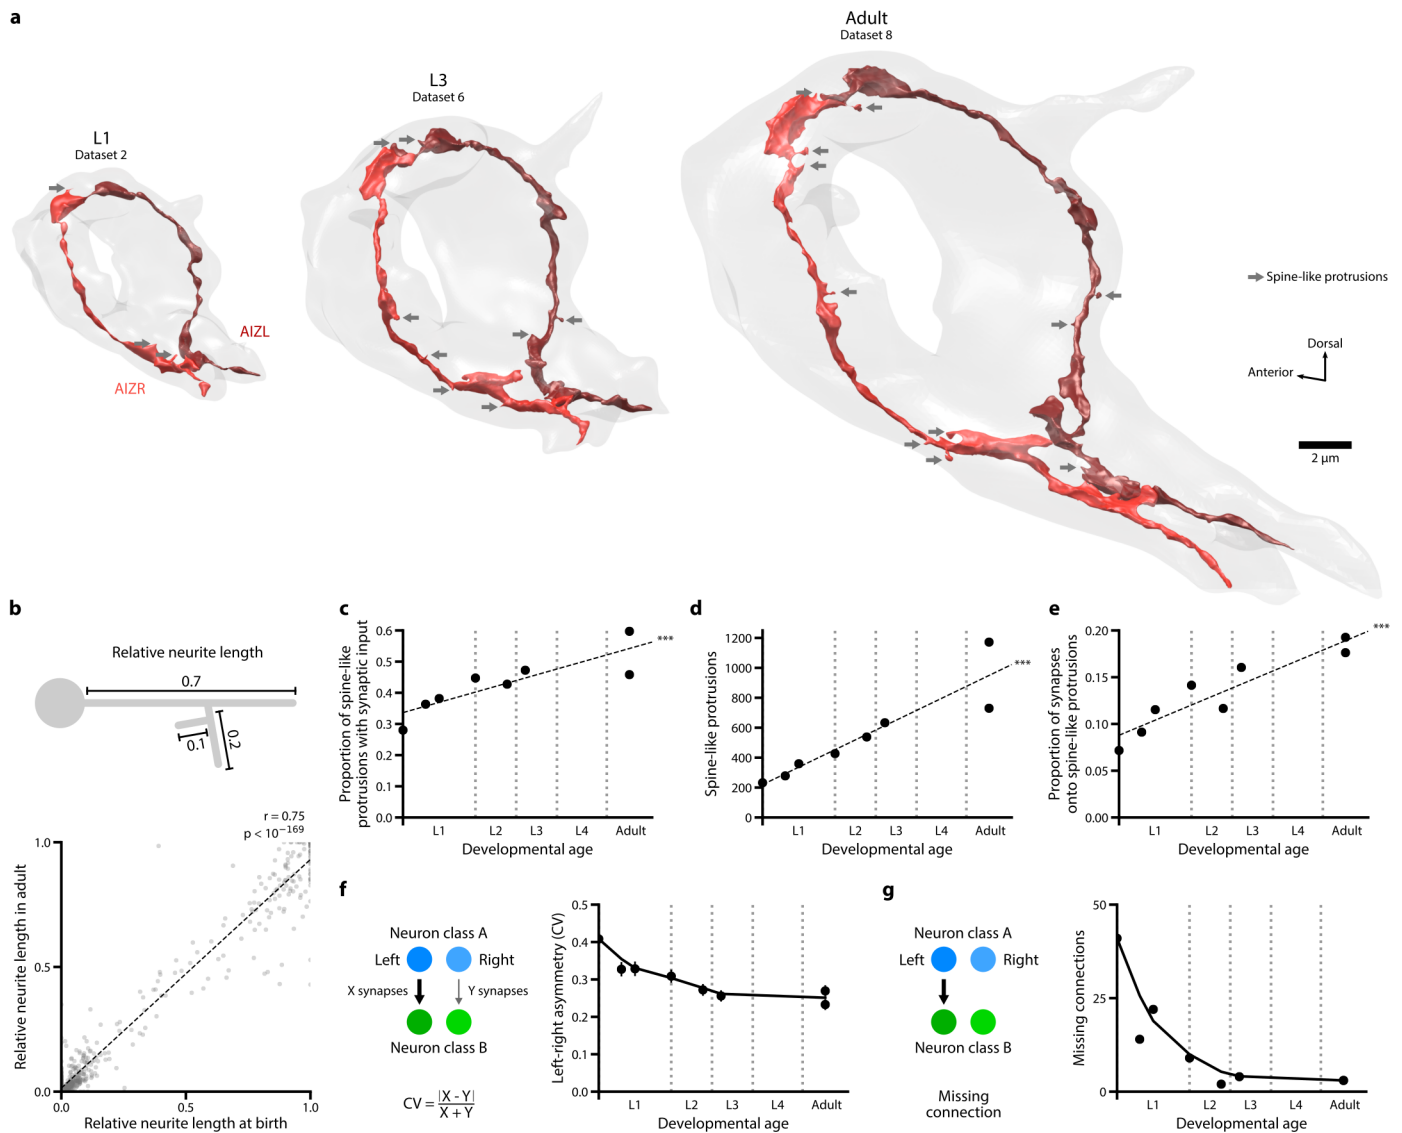 a
L1
Dataset 2
L3
Dataset 6
Adult
Dataset 8
AIZL
AIZR
Spine-like protrusions
Dorsal
Anterior
2 μm
b
Relative neurite length
0.7
0.1
0.2
r = 0.75
p < 10−169
1.0
0.5
0.0
0.0
0.5
1.0
Relative neurite length in adult
Relative neurite length at birth
c
Proportion of spine-like
protrusions with synaptic input
0.6
0.5
0.4
0.3
0.2
0.1
0.0
***
L1
L2
L3
L4
Adult
Developmental age
d
Spine-like protrusions
1200
1000
800
600
400
200
0
***
L1
L2
L3
L4
Adult
Developmental age
e
Proportion of synapses
onto spine-like protrusions
0.20
0.15
0.10
0.05
0.00
***
L1
L2
L3
L4
Adult
Developmental age
f
Neuron class A
Left
Right
X synapses
Y synapses
Neuron class B
CV = |X - Y|
X + Y
Left-right asymmetry (CV)
0.5
0.4
0.3
0.2
0.1
0.0
L1
L2
L3
L4
Adult
Developmental age
g
Neuron class A
Left
Right
Neuron class B
Missing
connection
Missing connections
50
25
0
L1
L2
L3
L4
Adult
Developmental age